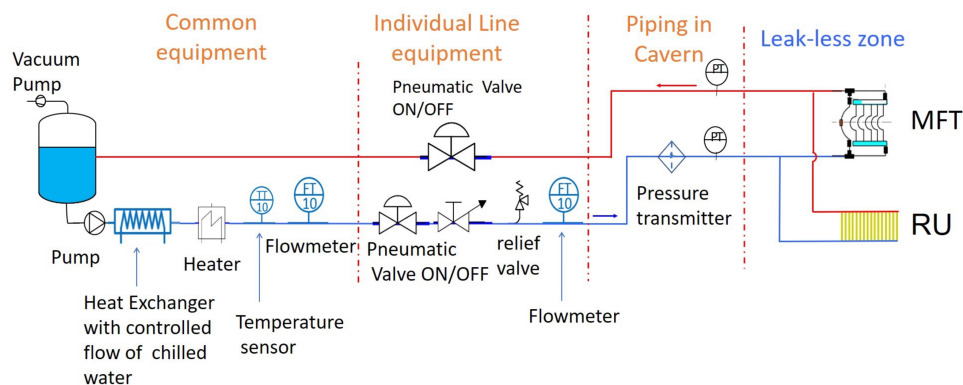 Common
equipment
Individual Line
equipment
Piping in
Cavern
Leak-less zone
Vacuum
Pump
Pneumatic Valve
ON/OFF
PT
MFT
PT
TT
10
FT
10
FT
10
Pressure
transmitter
RU
Pump
Heater
Flowmeter
Pneumatic
Valve ON/OFF
relief
valve
Heat Exchanger
with controlled
flow of chilled
water
Temperature
sensor
Flowmeter